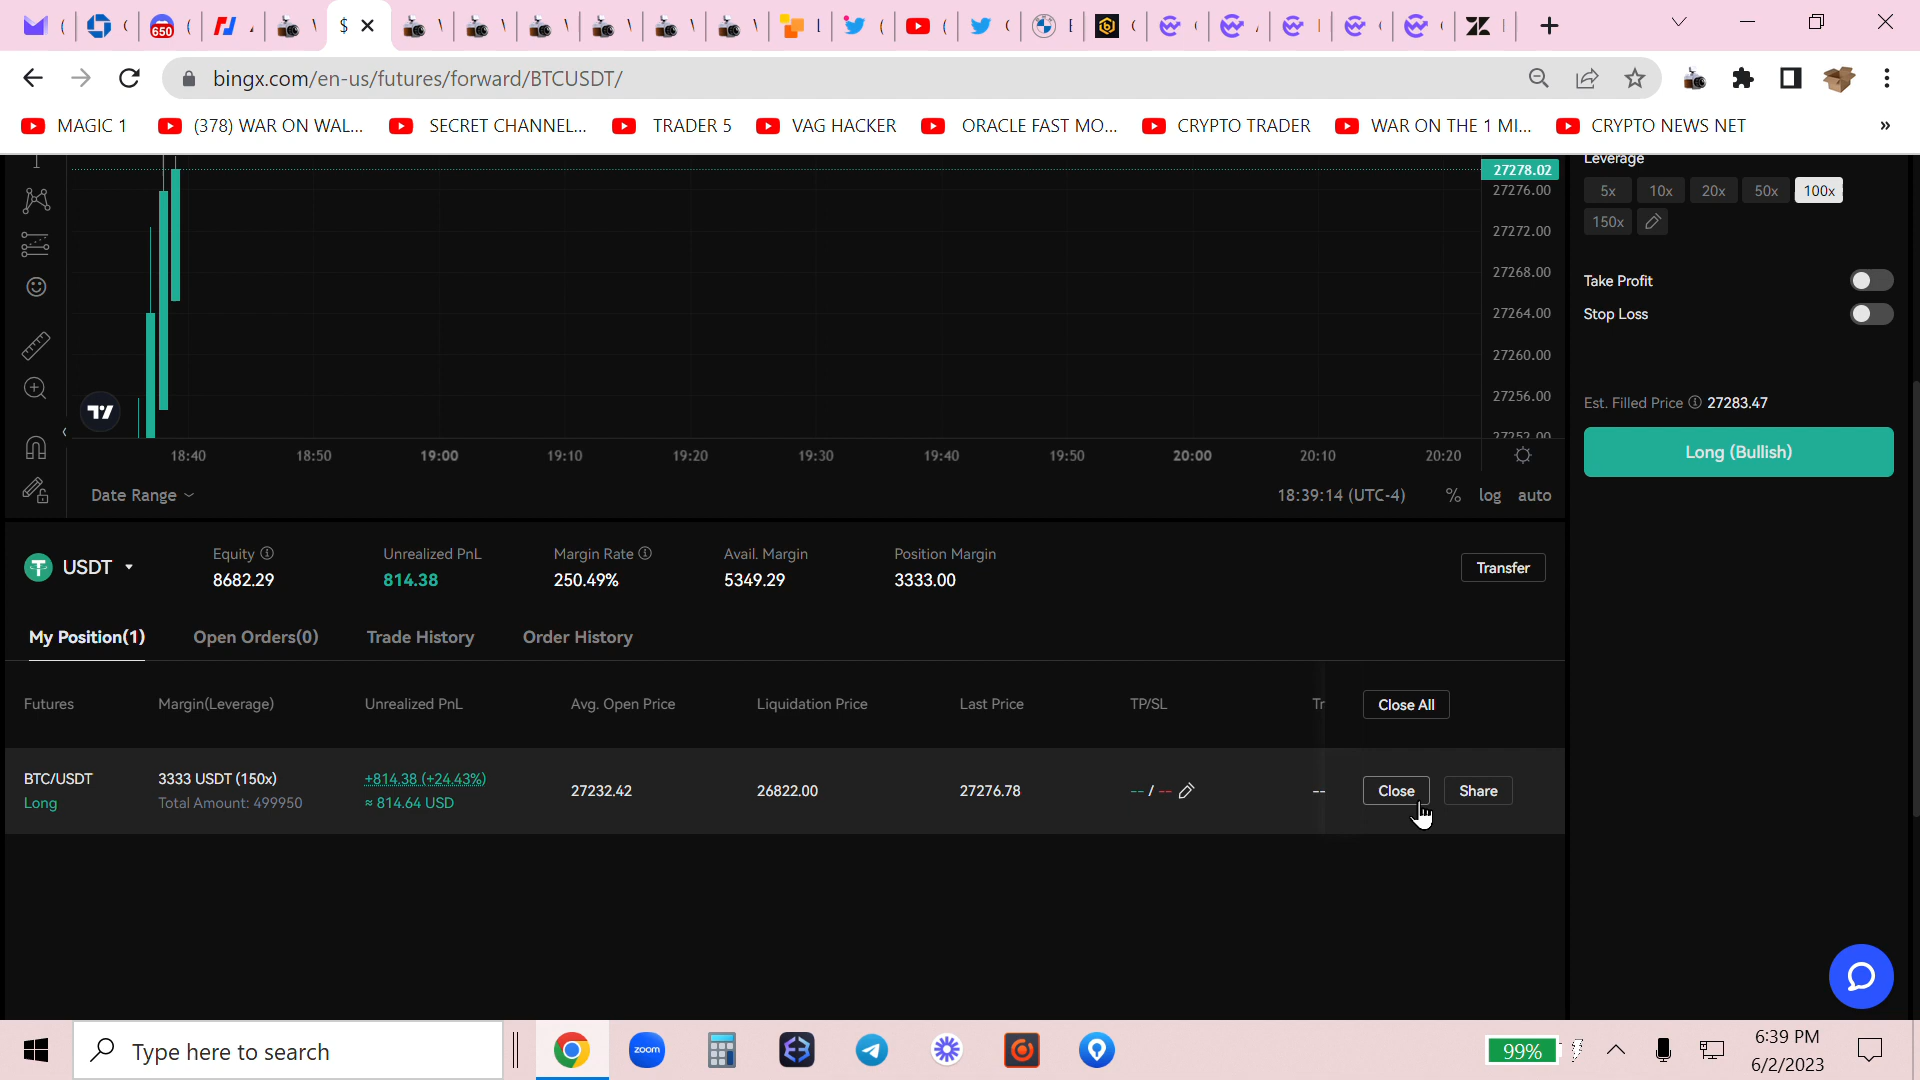 650
$
bingx.com/en-us/futures/forward/BTCUSDT/
MAGIC 1
(378) WAR ON WAL...
SECRET CHANNEL...
TRADER 5
VAG HACKER
ORACLE FAST MO...
CRYPTO TRADER
WAR ON THE 1 MI...
CRYPTO NEWS NET
»
27278.02
27276.00
27272.00
27268.00
27264.00
27260.00
27256.00
27252.00
18:40
18:50
19:00
19:10
19:20
19:30
19:40
19:50
20:00
20:10
20:20
Date Range
18:39:14 (UTC-4)
%
log
auto
Leverage
5x
10x
20x
50x
100x
150x
Take Profit
Stop Loss
Est. Filled Price 27283.47
Long (Bullish)
USDT
Equity
8682.29
Unrealized PnL
814.38
Margin Rate
250.49%
Avail. Margin
5349.29
Position Margin
3333.00
Transfer
My Position(1)
Open Orders(0)
Trade History
Order History
Futures
Margin(Leverage)
Unrealized PnL
Avg. Open Price
Liquidation Price
Last Price
TP/SL
Tr
Close All
BTC/USDT
Long
3333 USDT (150x)
Total Amount: 499950
+814.38 (+24.43%)
≈ 814.64 USD
27232.42
26822.00
27276.78
-- / --
--
Close
Share
Type here to search
zoom
99%
6:39 PM
6/2/2023